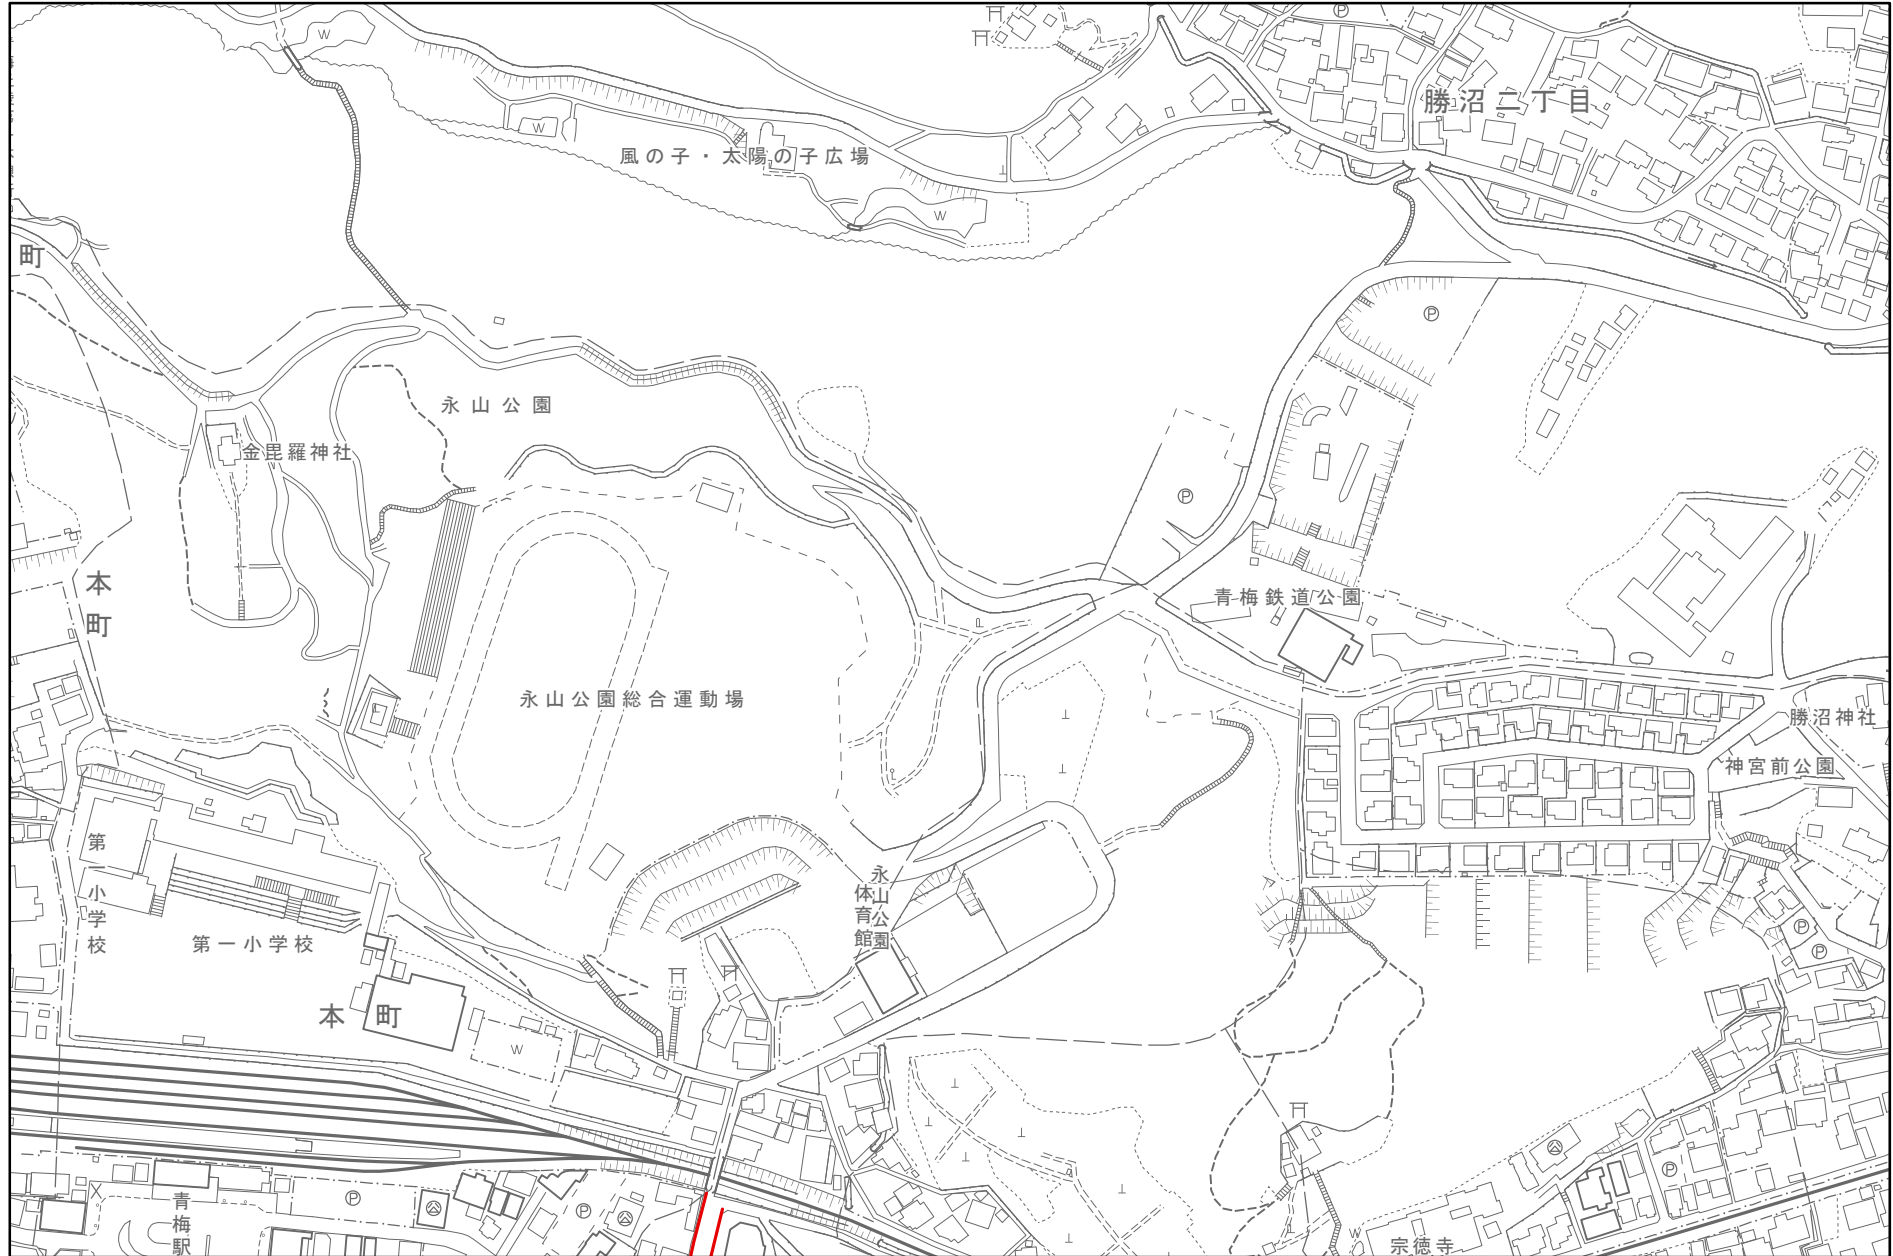 勝沼二丁目
風の子・太陽の子広場
町
永山公園
金毘羅神社
本町
青梅鉄道公園
永山公園総合運動場
勝沼神社
神宮前公園
第一小学校
永山公園
体育館
第一小学校
本町
青梅駅
宗徳寺
W
W
W
W
W
P
P
P
P
P
P
P
P